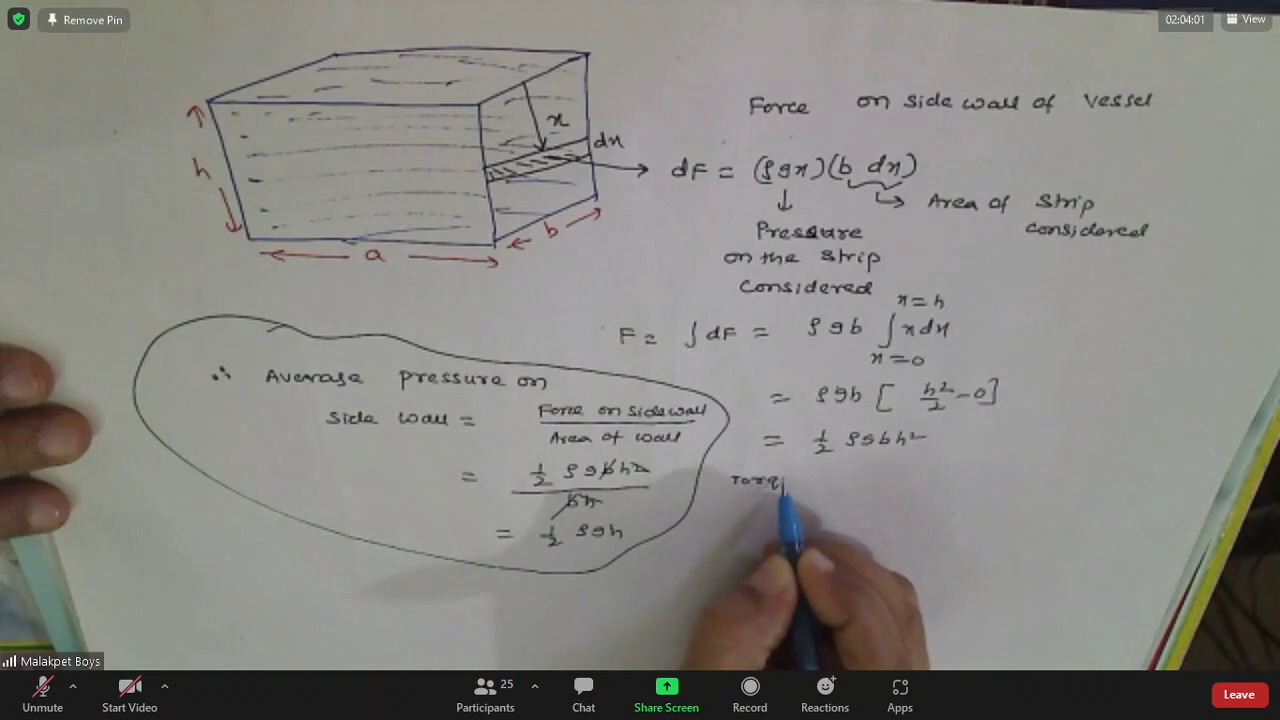 Remove Pin
02:04:01
View
Force on side wall of vessel
h
x
dx
a
b
dF = (ρgx)(b dx)
Area of strip
considered
Pressure
on the strip
considered
F = ∫ dF = ρgb ∫ x dx
x=h
x=0
= ρgb [ h²/2 - 0]
= 1/2 ρgbh²
Torq
∴ Average pressure on
side wall = Force on sidewall / Area of wall
= 1/2 ρgbh² / bh
= 1/2 ρgh
Malakpet Boys
Unmute
Start Video
25
Participants
Chat
Share Screen
Record
Reactions
Apps
Leave